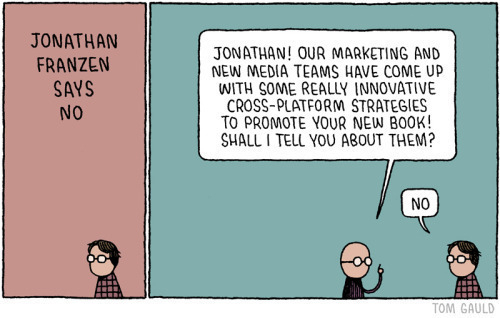 JONATHAN
FRANZEN
SAYS
NO
JONATHAN! OUR MARKETING AND
NEW MEDIA TEAMS HAVE COME UP
WITH SOME REALLY INNOVATIVE
CROSS-PLATFORM STRATEGIES
TO PROMOTE YOUR NEW BOOK!
SHALL I TELL YOU ABOUT THEM?
NO
TOM GAULD